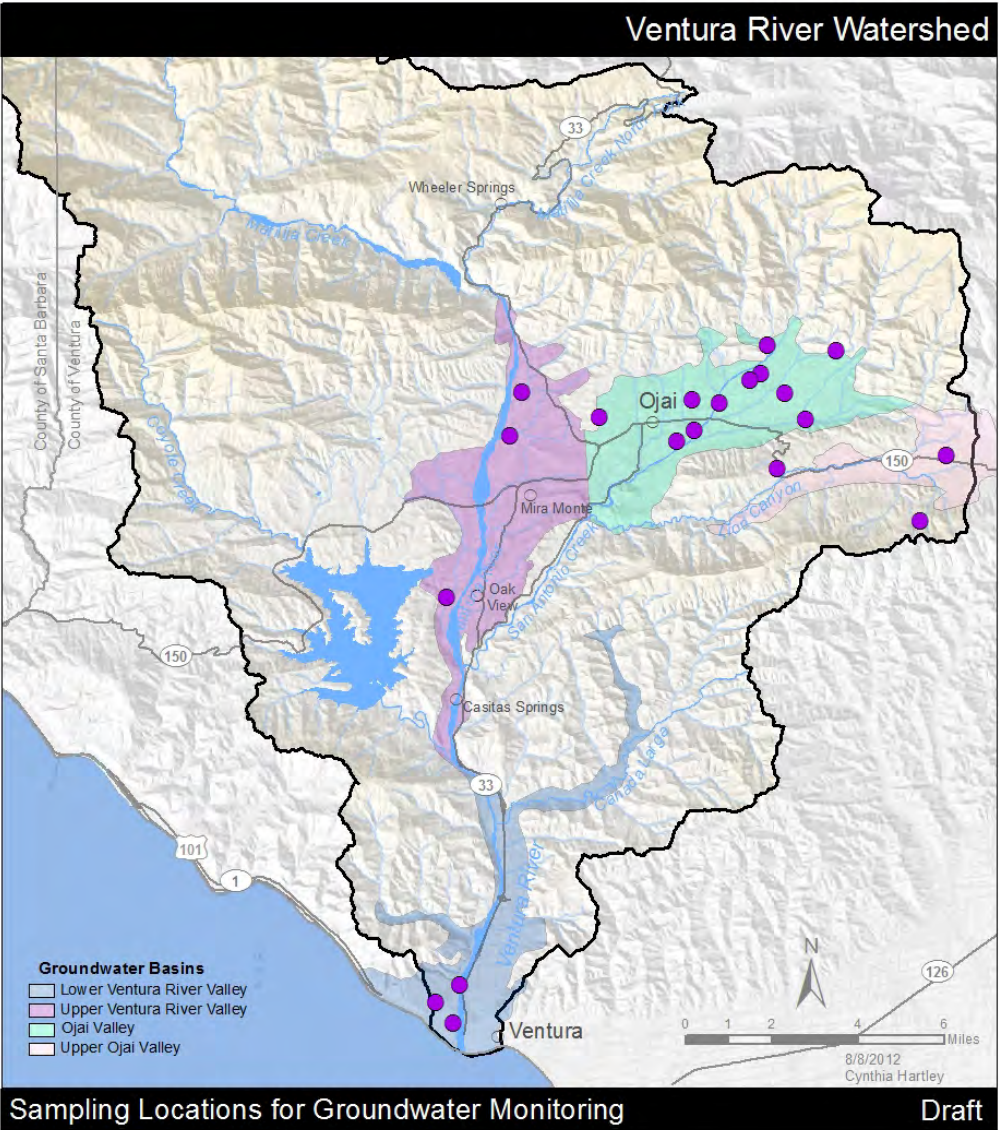 Ventura River Watershed
33
Matilija Creek North Fork
Wheeler Springs
Matilija Creek
County of Santa Barbara
County of Ventura
Coyote Creek
Ojai
150
Mira Monte
Lion Canyon
San Antonio Creek
Oak
View
150
Casitas Springs
33
Canada Larga
101
1
Ventura River
N
126
Groundwater Basins
Lower Ventura River Valley
Upper Ventura River Valley
Ojai Valley
Upper Ojai Valley
Ventura
0 1 2 4 6
Miles
8/8/2012
Cynthia Hartley
Sampling Locations for Groundwater Monitoring
Draft